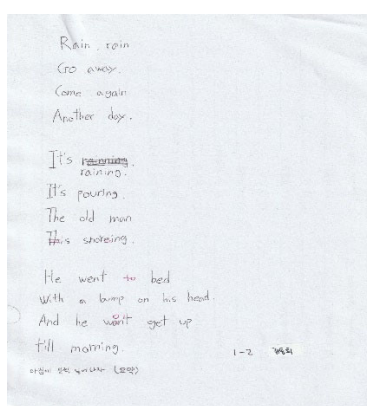 Rain, rain
Go away.
Come again
Another day.
It's raining.
It's pouring.
The old man
is snoreing.
He went to bed
With a bump on his head.
And he won't get up
till morning.
1-2